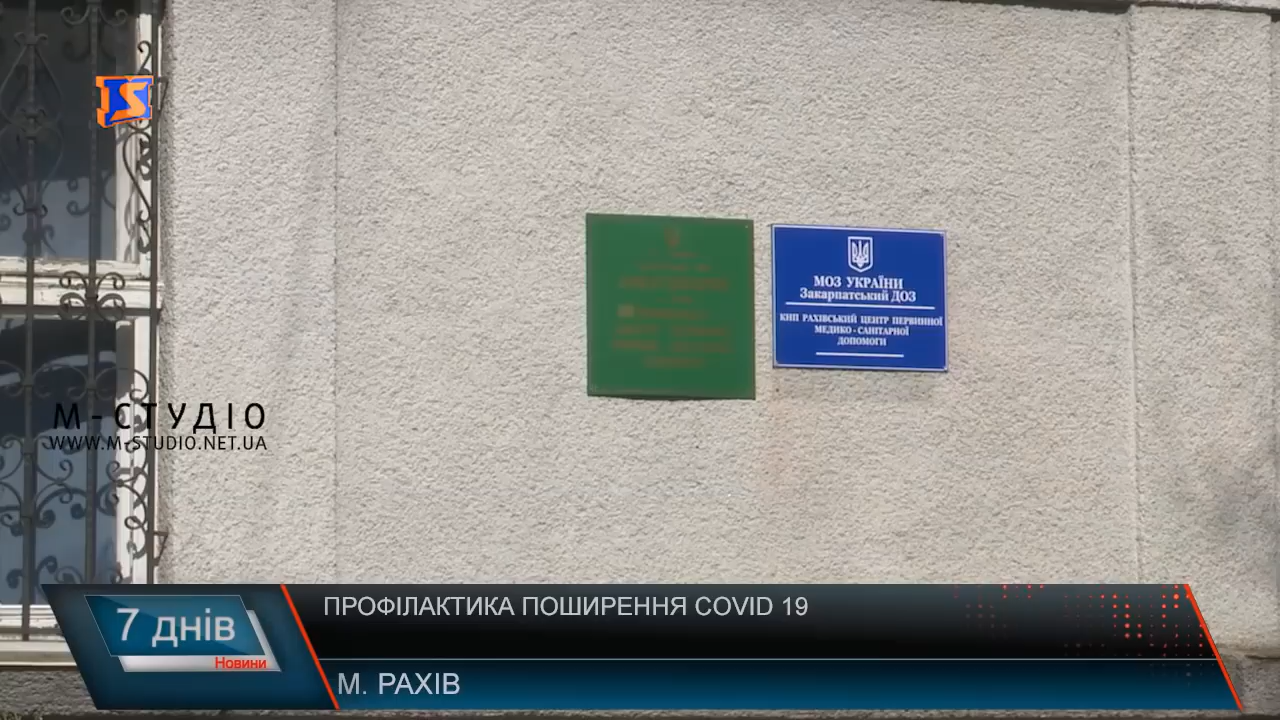 МОЗ УКРАЇНИ
Закарпатський ДОЗ
КНП РАХІВСЬКИЙ ЦЕНТР ПЕРВИННОЇ
МЕДИКО - САНІТАРНОЇ
ДОПОМОГИ
М-СТУДІО
WWW.M-STUDIO.NET.UA
ПРОФІЛАКТИКА ПОШИРЕННЯ COVID 19
7 днів
Новини
М. РАХІВ